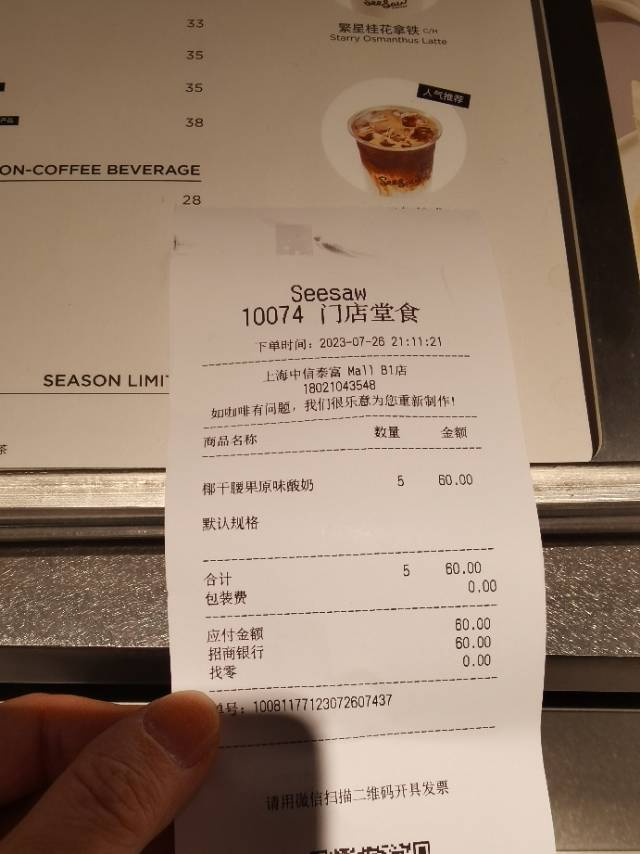 33
35
35
38
ON-COFFEE BEVERAGE
28
SEASON LIMI
茶
Seesaw
繁星桂花拿铁 C/H
Starry Osmanthus Latte
人气推荐
Seesaw
Seesaw
10074 门店堂食
下单时间：2023-07-26 21:11:21
上海中信泰富 Mall B1店
18021043548
如咖啡有问题，我们很乐意为您重新制作!
商品名称 数量 金额
椰干腰果原味酸奶 5 60.00
默认规格
合计 5 60.00
包装费 0.00
应付金额 60.00
招商银行 60.00
找零 0.00
单号：10081177123072607437
请用微信扫描二维码开具发票